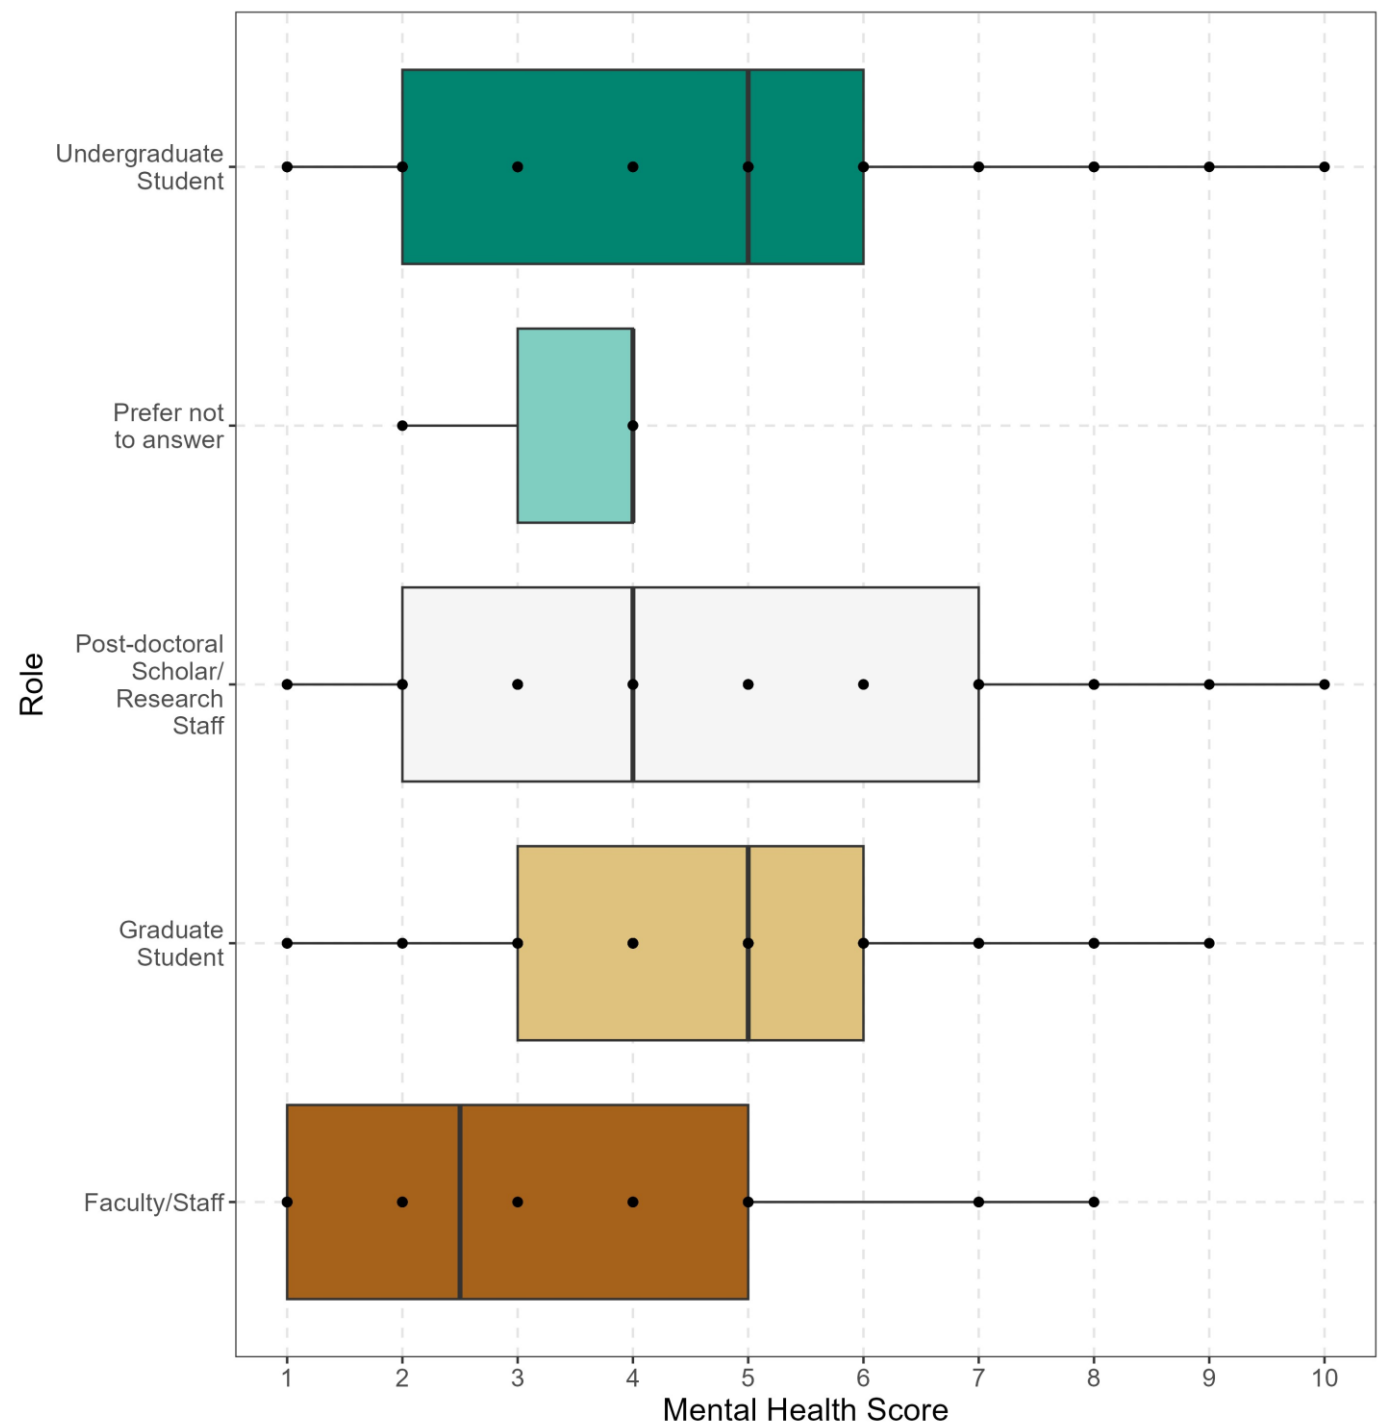 Undergraduate
Student
Prefer not
to answer
Role
Post-doctoral
Scholar/
Research
Staff
Graduate
Student
Faculty/Staff
1 2 3 4 5 6 7 8 9 10
Mental Health Score